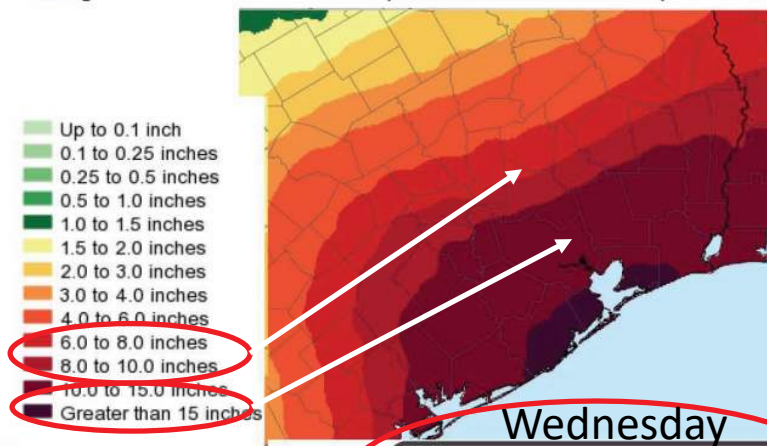 Up to 0.1 inch
0.1 to 0.25 inches
0.25 to 0.5 inches
0.5 to 1.0 inches
1.0 to 1.5 inches
1.5 to 2.0 inches
2.0 to 3.0 inches
3.0 to 4.0 inches
4.0 to 6.0 inches
6.0 to 8.0 inches
8.0 to 10.0 inches
10.0 to 15.0 inches
Greater than 15 inches
Wednesday